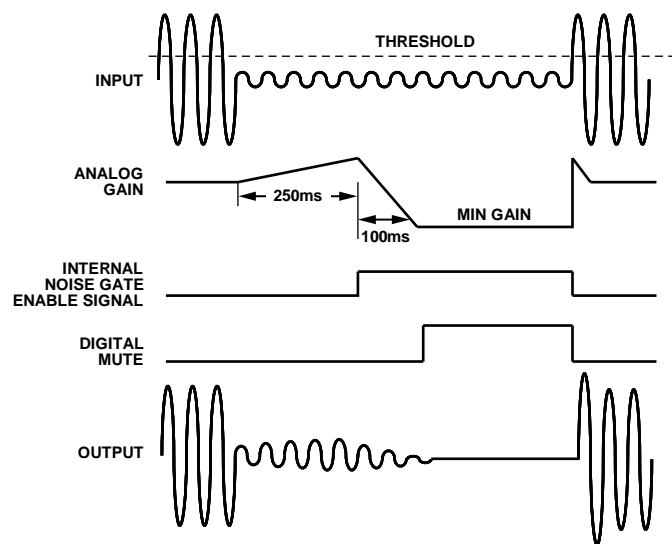 THRESHOLD
INPUT
ANALOG
GAIN
250ms
MIN GAIN
100ms
INTERNAL
NOISE GATE
ENABLE SIGNAL
DIGITAL
MUTE
OUTPUT